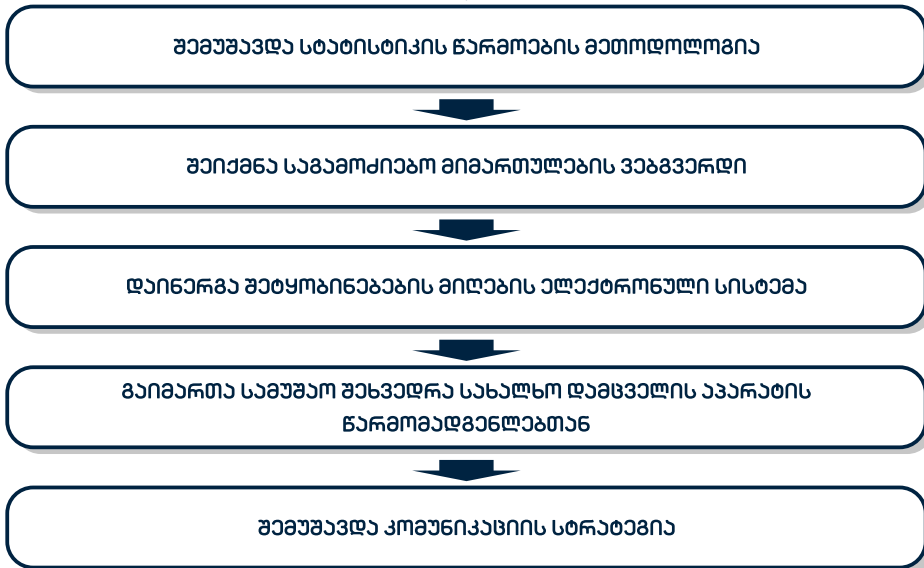 შემუშავდა სტატისტიკის წარმოების მეთოდოლოგია
შეიქმნა საგამოძიებო მიმართულების ვებგვერდი
დაინერგა შეტყობინებების მიღების ელექტრონული სისტემა
გაიმართა სამუშაო შეხვედრა სახალხო დამცველის აპარატის
წარმომადგენლებთან
შემუშავდა კომუნიკაციის სტრატეგია